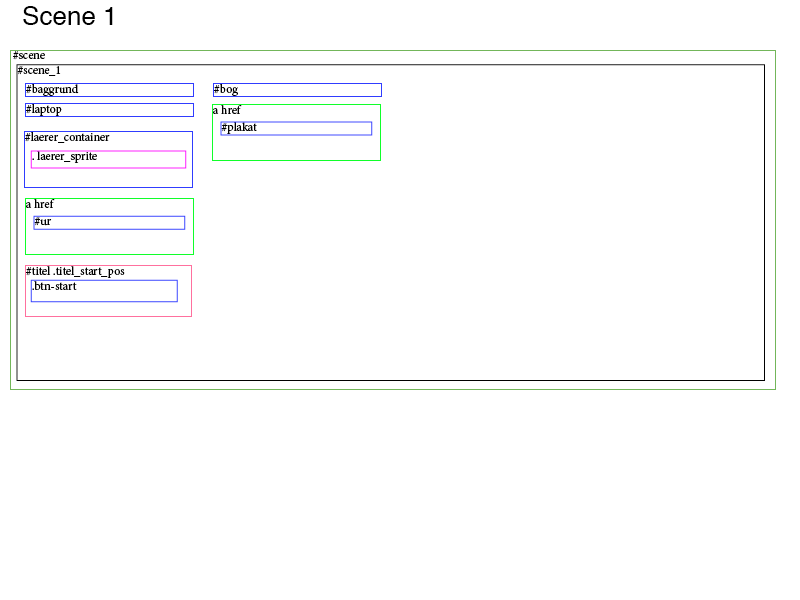 Scene 1
#scene
#scene_1
#baggrund
#laptop
#laerer_container
. laerer_sprite
a href
#ur
#titel .titel_start_pos
.btn-start
#bog
a href
#plakat